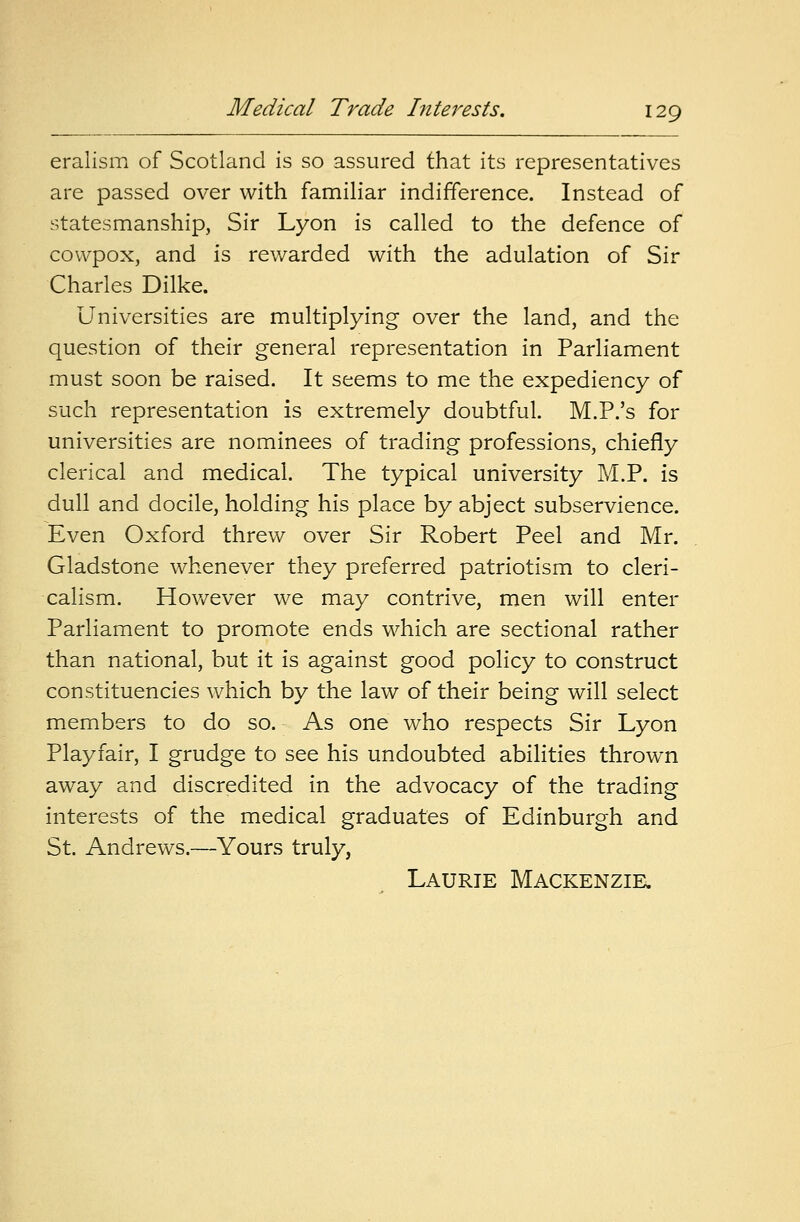 Medical Trade Interests. 129
eralism of Scotland is so assured that its representatives
are passed over with familiar indifference. Instead of
statesmanship, Sir Lyon is called to the defence of
cowpox, and is rewarded with the adulation of Sir
Charles Dilke.
Universities are multiplying over the land, and the
question of their general representation in Parliament
must soon be raised. It seems to me the expediency of
such representation is extremely doubtful. M.P.'s for
universities are nominees of trading professions, chiefly
clerical and medical. The typical university M.P. is
dull and docile, holding his place by abject subservience.
Even Oxford threw over Sir Robert Peel and Mr.
Gladstone whenever they preferred patriotism to cleri-
calism. However we may contrive, men will enter
Parliament to promote ends which are sectional rather
than national, but it is against good policy to construct
constituencies which by the law of their being will select
members to do so. As one who respects Sir Lyon
Playfair, I grudge to see his undoubted abilities thrown
away and discredited in the advocacy of the trading
interests of the medical graduates of Edinburgh and
St. Andrews.—Yours truly,
LAURIE MACKENZIE.